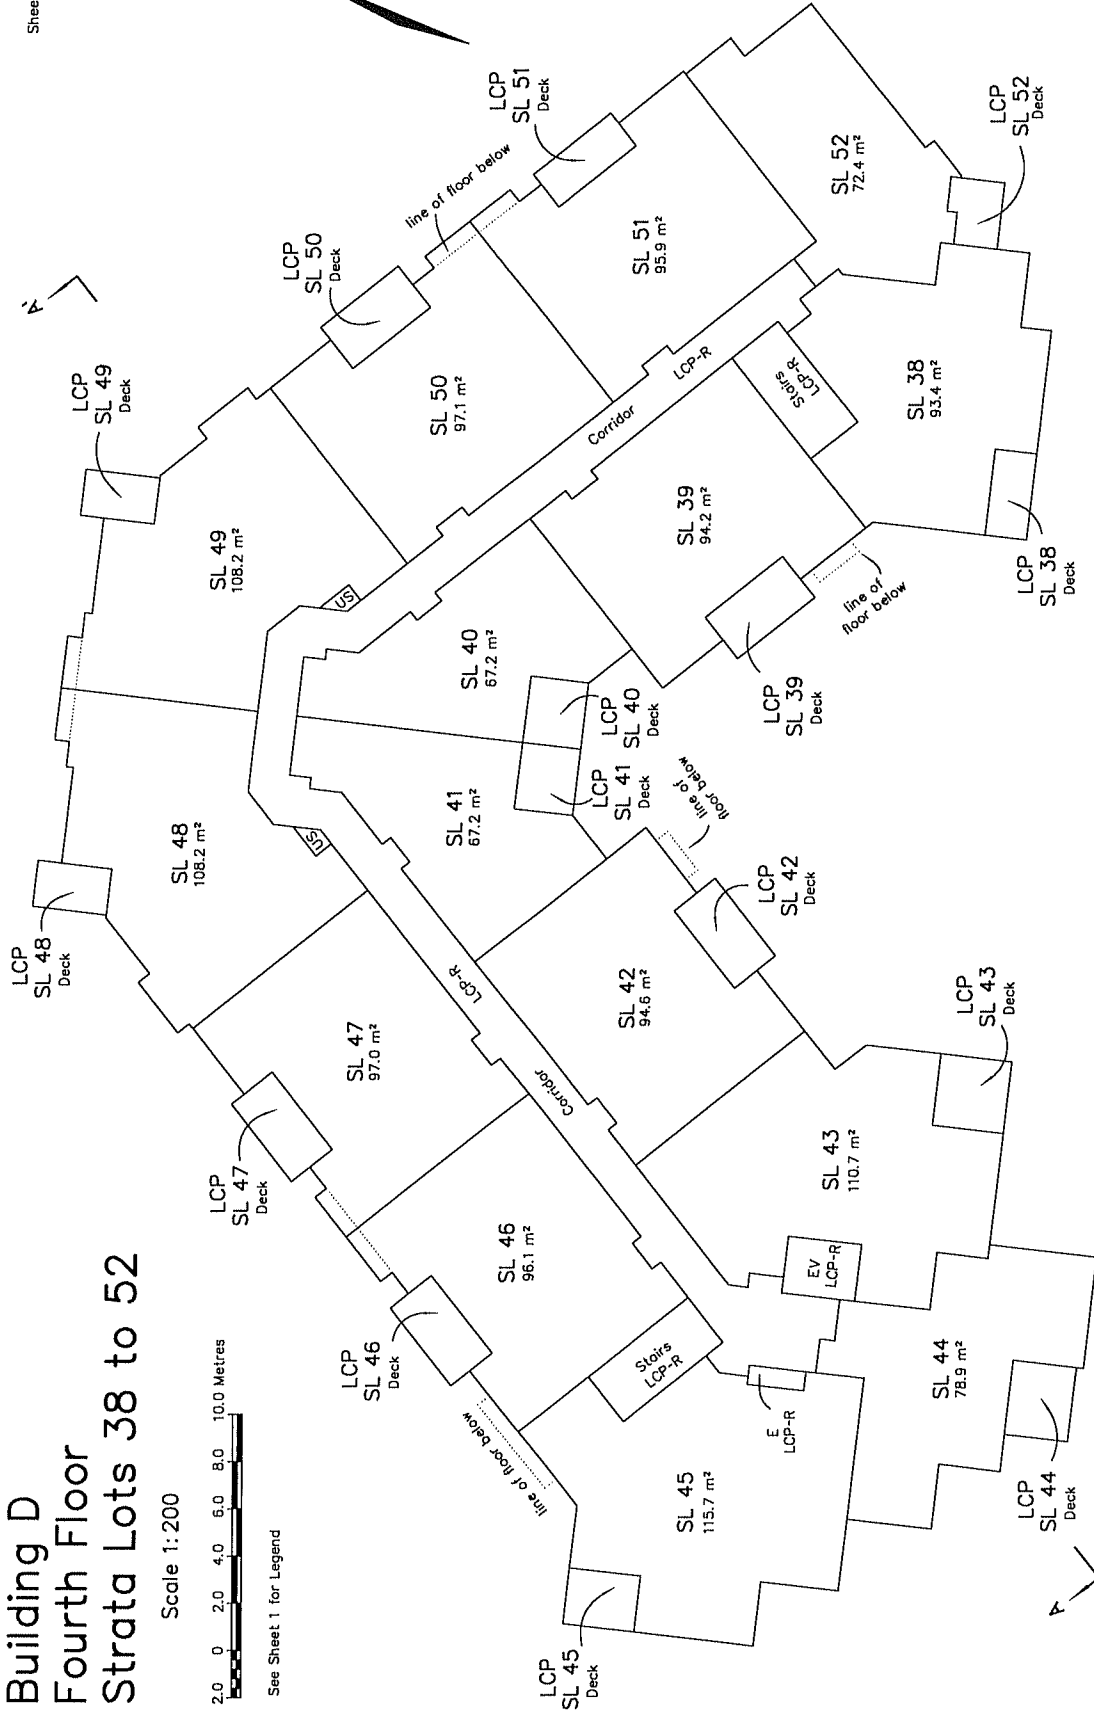 Building D
Fourth Floor
Strata Lots 38 to 52
Scale 1:200
2.0 0 2.0 4.0 6.0 8.0 10.0 Metres
See Sheet 1 for Legend
Shee
A'
LCP
SL 48
Deck
LCP
SL 49
Deck
LCP
SL 50
Deck
line of floor below
LCP
SL 51
Deck
LCP
SL 52
Deck
SL 48
108.2 m²
SL 49
108.2 m²
SL 50
97.1 m²
SL 51
95.9 m²
SL 52
72.4 m²
US
US
LCP
SL 47
Deck
SL 47
97.0 m²
LCP-R
Corridor
SL 41
67.2 m²
SL 40
67.2 m²
Corridor
LCP-R
SL 39
94.2 m²
Stairs
LCP-R
SL 38
93.4 m²
LCP
SL 41
Deck
LCP
SL 40
Deck
LCP
SL 39
Deck
line of
floor below
LCP
SL 38
Deck
line of
floor below
LCP
SL 46
Deck
SL 46
96.1 m²
SL 42
94.6 m²
LCP
SL 42
Deck
line of floor below
Stairs
LCP-R
SL 43
110.7 m²
LCP
SL 43
Deck
EV
LCP-R
E
LCP-R
SL 45
115.7 m²
SL 44
78.9 m²
LCP
SL 45
Deck
LCP
SL 44
Deck
A